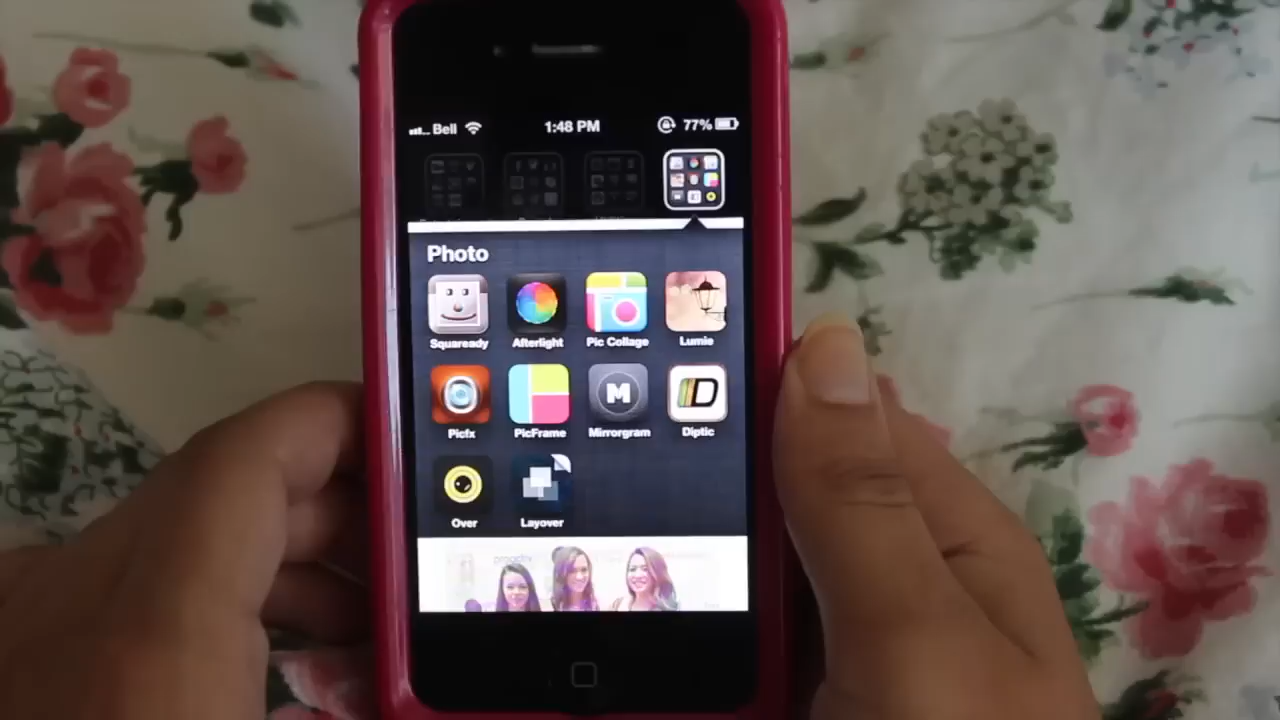 Bell 1:48 PM 77%
Photo
Squaready Afterlight Pic Collage Lumie
Picfx PicFrame Mirrorgram Diptic
M D
Over Layover